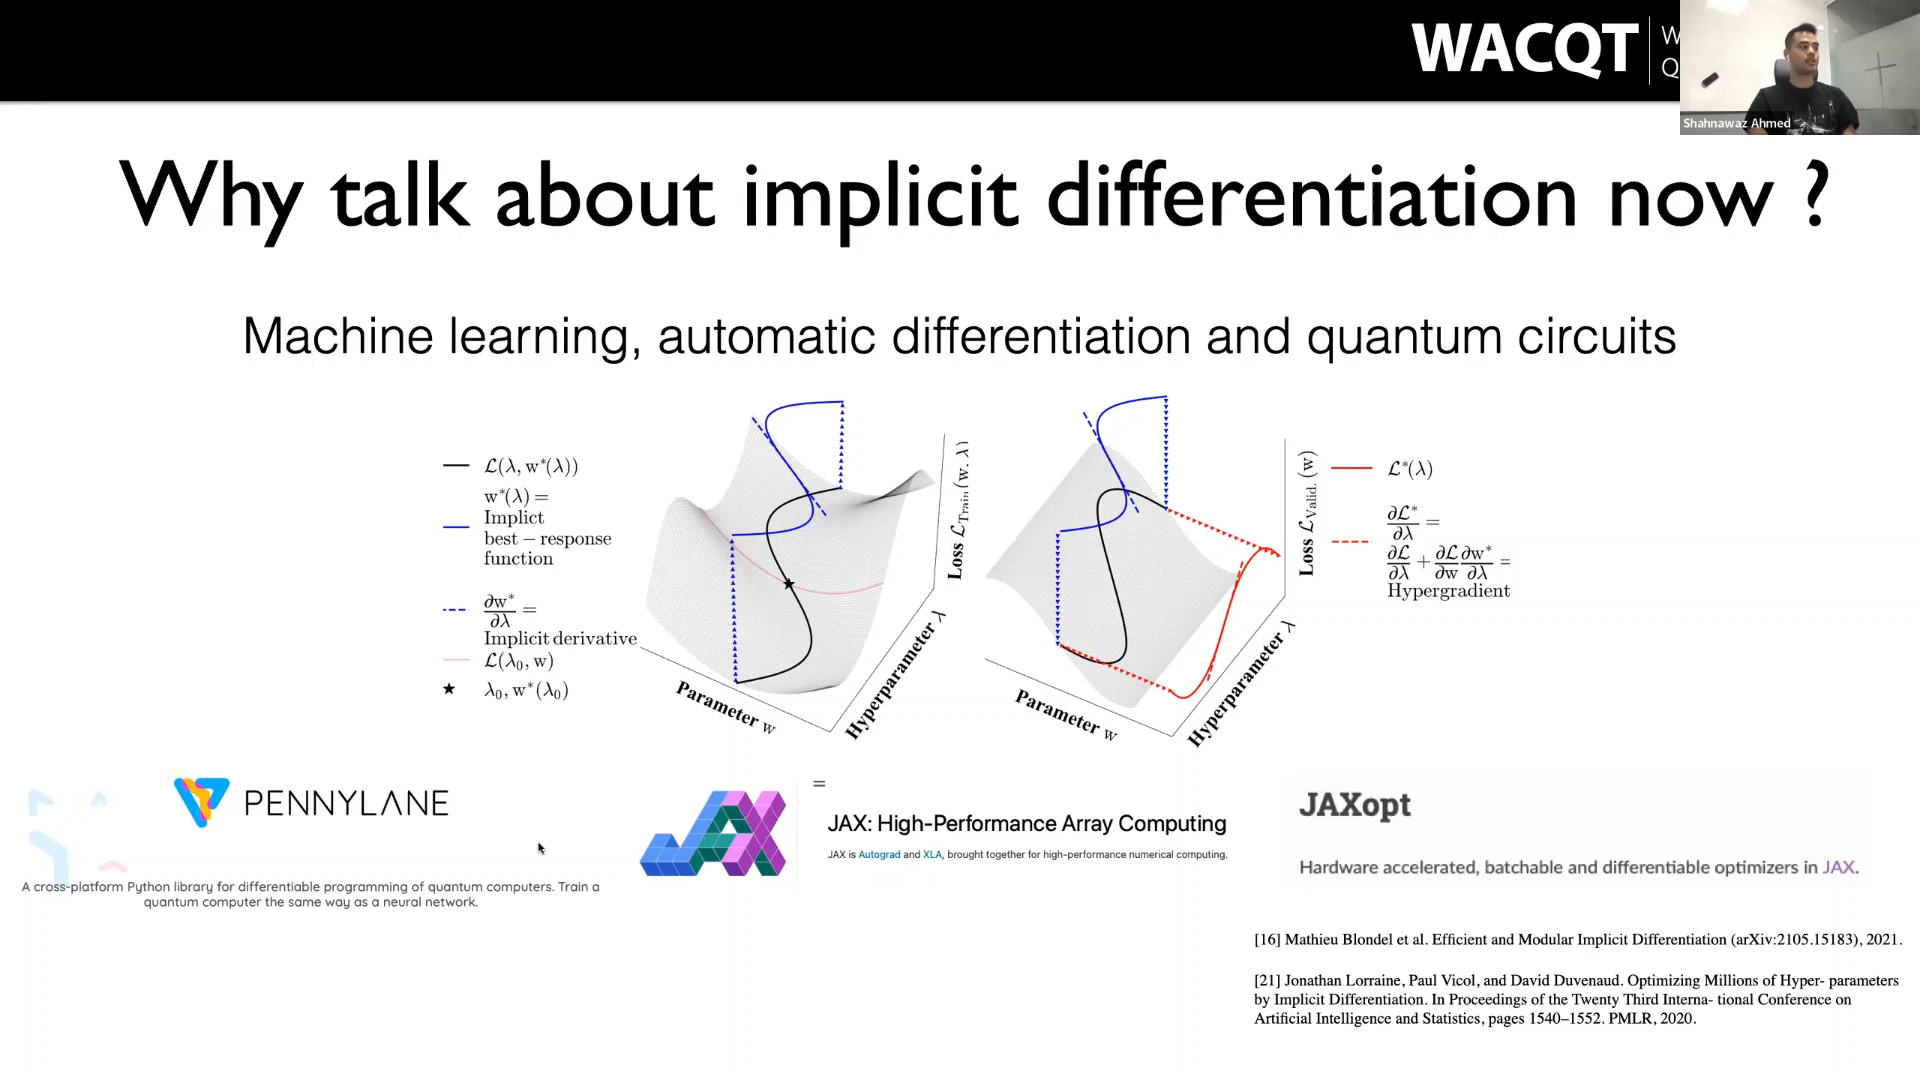 WACQT
W
Q
Shahnawaz Ahmed
Why talk about implicit differentiation now ?
Machine learning, automatic differentiation and quantum circuits
ℒ(λ, w*(λ))
w*(λ) =
Implict
best − response
function
∂w*/∂λ =
Implicit derivative
ℒ(λ₀, w)
λ₀, w*(λ₀)
Parameter w
Hyperparameter λ
Loss ℒTrain(w, λ)
Parameter w
Hyperparameter λ
Loss ℒValid.(w)
ℒ*(λ)
∂ℒ*/∂λ =
∂ℒ/∂λ + ∂ℒ/∂w ∂w*/∂λ =
Hypergradient
PENNYLANE
A cross-platform Python library for differentiable programming of quantum computers. Train a
quantum computer the same way as a neural network.
JAX
=
JAX: High-Performance Array Computing
JAX is Autograd and XLA, brought together for high-performance numerical computing.
JAXopt
Hardware accelerated, batchable and differentiable optimizers in JAX.
[16] Mathieu Blondel et al. Efficient and Modular Implicit Differentiation (arXiv:2105.15183), 2021.
[21] Jonathan Lorraine, Paul Vicol, and David Duvenaud. Optimizing Millions of Hyper- parameters
by Implicit Differentiation. In Proceedings of the Twenty Third Interna- tional Conference on
Artificial Intelligence and Statistics, pages 1540–1552. PMLR, 2020.